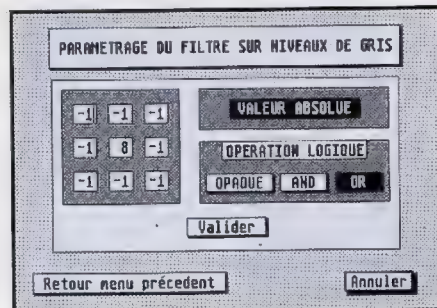 PARAMETRAGE DU FILTRE SUR NIVEAUX DE GRIS
-1 -1 -1
-1 8 -1
-1 -1 -1
VALEUR ABSOLVE
OPERATION LOGIQUE
OPAQUE AND OR
Valider
Retour menu précedent
Annuler